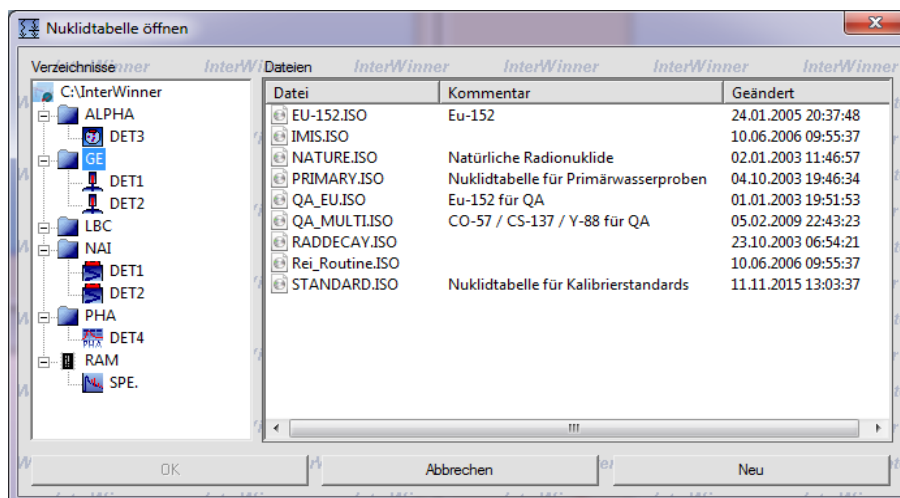 Nuklidtabelle öffnen
Verzeichnisse
C:\InterWinner
ALPHA
DET3
GE
DET1
DET2
LBC
NAI
DET1
DET2
PHA
DET4
RAM
SPE.
InterWinner InterWinner InterWinner InterWinner
Dateien
Datei Kommentar Geändert
EU-152.ISO Eu-152 24.01.2005 20:37:48
IMIS.ISO 10.06.2006 09:55:37
NATURE.ISO Natürliche Radionuklide 02.01.2003 11:46:57
PRIMARY.ISO Nuklidtabelle für Primärwasserproben 04.10.2003 19:46:34
QA_EU.ISO Eu-152 für QA 01.01.2003 19:51:53
QA_MULTI.ISO CO-57 / CS-137 / Y-88 für QA 05.02.2009 22:43:23
RADDECAY.ISO 23.10.2003 06:54:21
Rei_Routine.ISO 10.06.2006 09:55:37
STANDARD.ISO Nuklidtabelle für Kalibrierstandards 11.11.2015 13:03:37
OK Abbrechen Neu